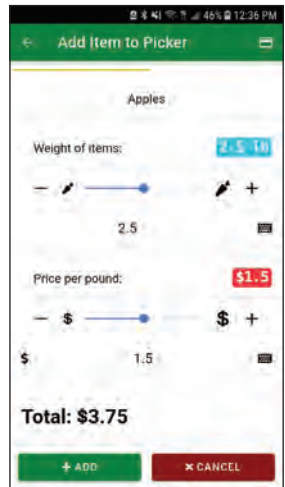 46% 12:36 PM
← Add Item to Picker
Apples
Weight of items: 2.5 lb
− +
2.5
Price per pound: $1.5
− $ $ +
$ 1.5
Total: $3.75
+ ADD × CANCEL